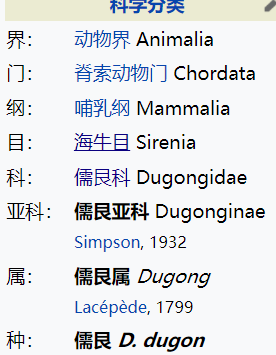 科学分类
界： 动物界 Animalia
门： 脊索动物门 Chordata
纲： 哺乳纲 Mammalia
目： 海牛目 Sirenia
科： 儒艮科 Dugongidae
亚科： 儒艮亚科 Dugonginae
Simpson, 1932
属： 儒艮属 Dugong
Lacépède, 1799
种： 儒艮 D. dugon